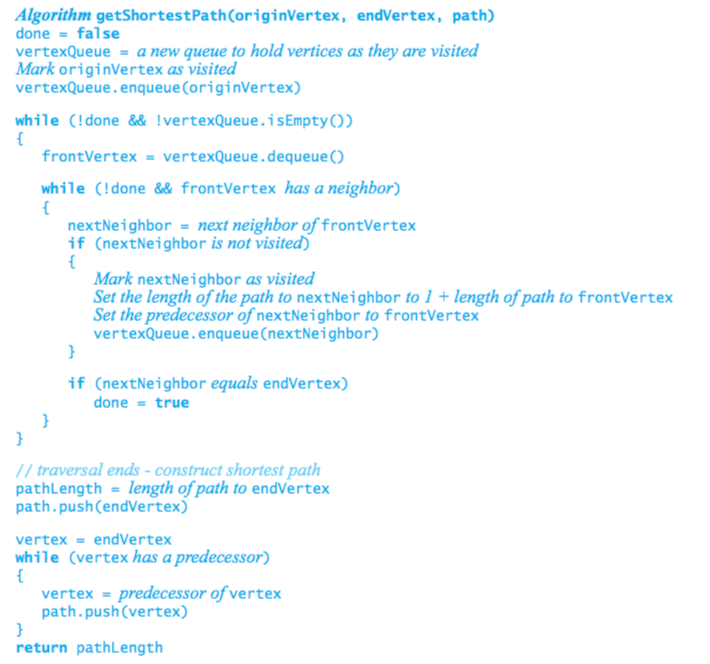 Algorithm getShortestPath(originVertex, endVertex, path)
done = false
vertexQueue = a new queue to hold vertices as they are visited
Mark originVertex as visited
vertexQueue.enqueue(originVertex)
while (!done && !vertexQueue.isEmpty())
{
frontVertex = vertexQueue.dequeue()
while (!done && frontVertex has a neighbor)
{
nextNeighbor = next neighbor of frontVertex
if (nextNeighbor is not visited)
{
Mark nextNeighbor as visited
Set the length of the path to nextNeighbor to 1 + length of path to frontVertex
Set the predecessor of nextNeighbor to frontVertex
vertexQueue.enqueue(nextNeighbor)
}
if (nextNeighbor equals endVertex)
done = true
}
}
// traversal ends - construct shortest path
pathLength = length of path to endVertex
path.push(endVertex)
vertex = endVertex
while (vertex has a predecessor)
{
vertex = predecessor of vertex
path.push(vertex)
}
return pathLength